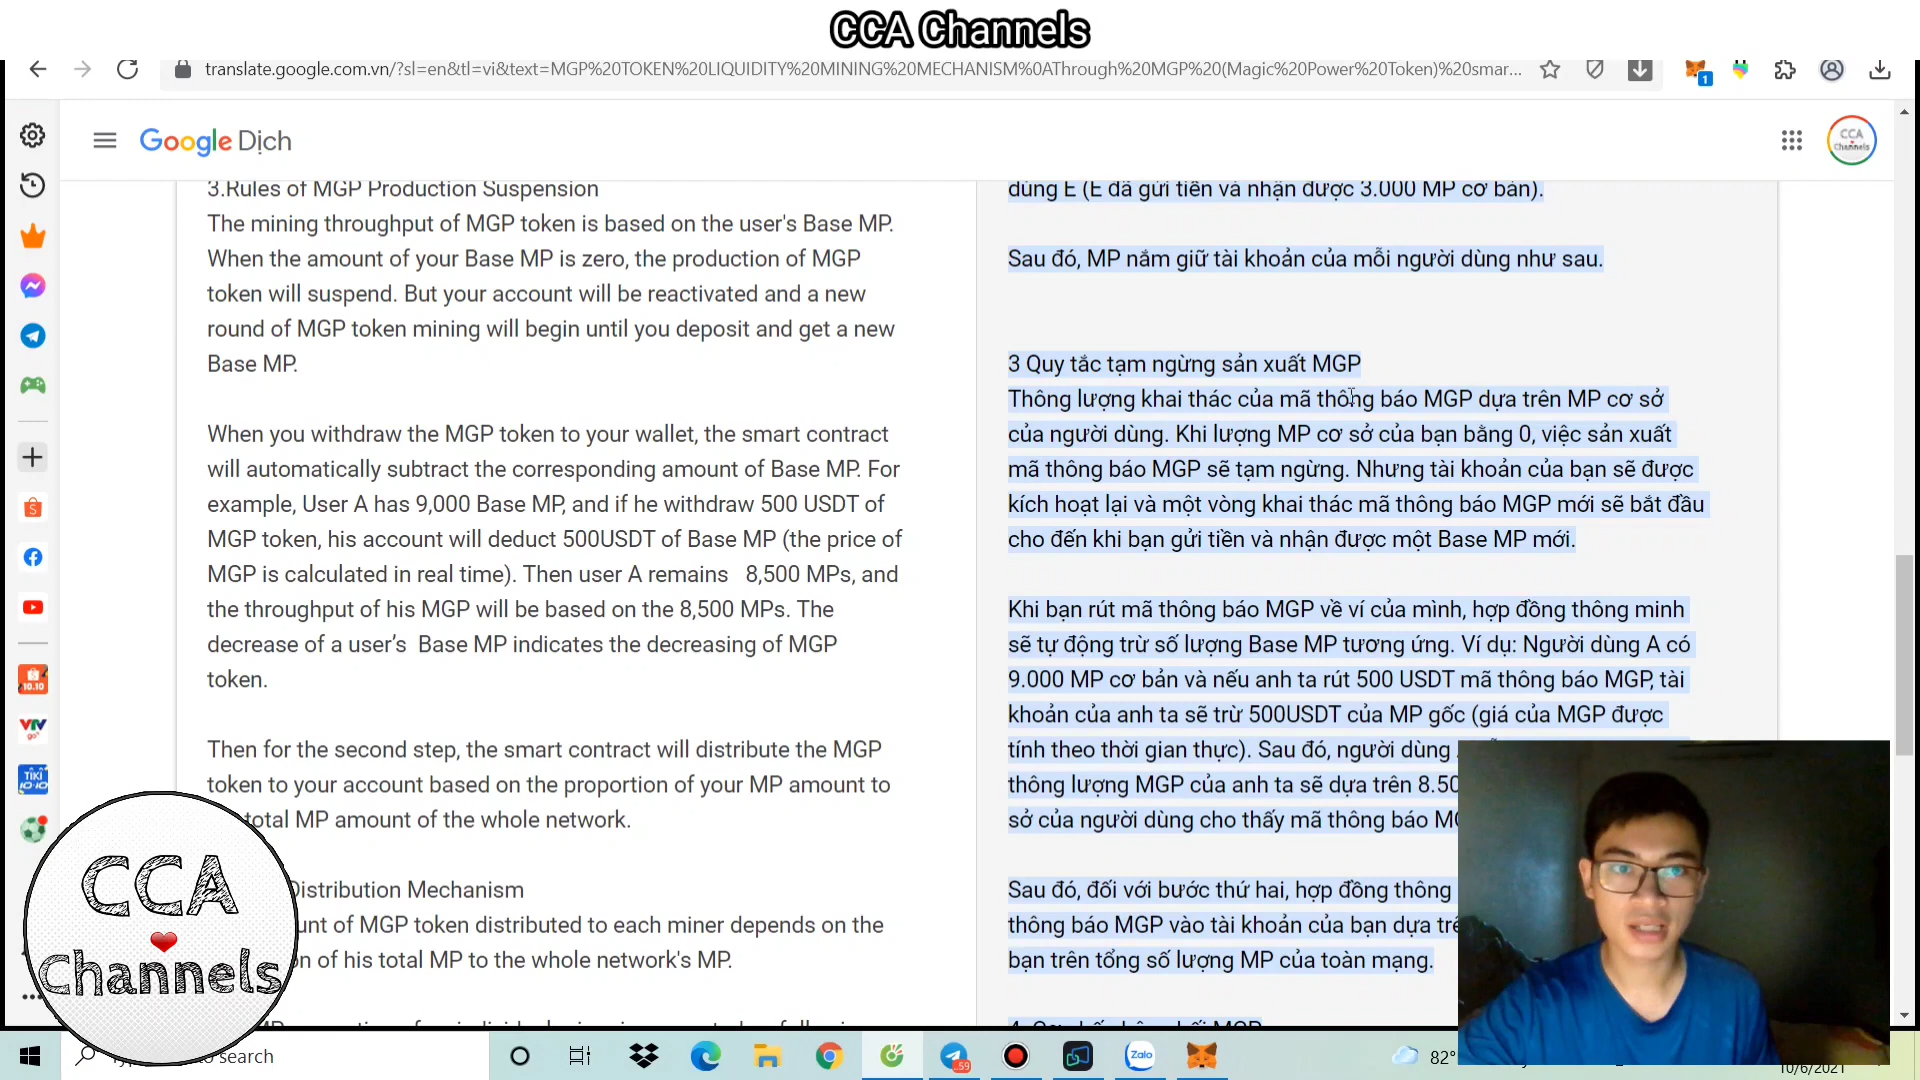 CCA Channels
translate.google.com.vn/?sl=en&tl=vi&text=MGP%20TOKEN%20LIQUIDITY%20MINING%20MECHANISM%0AThrough%20MGP%20(Magic%20Power%20Token)%20smar...
1
Google Dịch
CCA
Channels
3.Rules of MGP Production Suspension
The mining throughput of MGP token is based on the user's Base MP.
When the amount of your Base MP is zero, the production of MGP
token will suspend. But your account will be reactivated and a new
round of MGP token mining will begin until you deposit and get a new
Base MP.
When you withdraw the MGP token to your wallet, the smart contract
will automatically subtract the corresponding amount of Base MP. For
example, User A has 9,000 Base MP, and if he withdraw 500 USDT of
MGP token, his account will deduct 500USDT of Base MP (the price of
MGP is calculated in real time). Then user A remains 8,500 MPs, and
the throughput of his MGP will be based on the 8,500 MPs. The
decrease of a user’s Base MP indicates the decreasing of MGP
token.
Then for the second step, the smart contract will distribute the MGP
token to your account based on the proportion of your MP amount to
total MP amount of the whole network.
Distribution Mechanism
unt of MGP token distributed to each miner depends on the
on of his total MP to the whole network's MP.
dùng E (E đã gửi tiền và nhận được 3.000 MP cơ bản).
Sau đó, MP nắm giữ tài khoản của mỗi người dùng như sau.
3 Quy tắc tạm ngừng sản xuất MGP
Thông lượng khai thác của mã thông báo MGP dựa trên MP cơ sở
của người dùng. Khi lượng MP cơ sở của bạn bằng 0, việc sản xuất
mã thông báo MGP sẽ tạm ngừng. Nhưng tài khoản của bạn sẽ được
kích hoạt lại và một vòng khai thác mã thông báo MGP mới sẽ bắt đầu
cho đến khi bạn gửi tiền và nhận được một Base MP mới.
Khi bạn rút mã thông báo MGP về ví của mình, hợp đồng thông minh
sẽ tự động trừ số lượng Base MP tương ứng. Ví dụ: Người dùng A có
9.000 MP cơ bản và nếu anh ta rút 500 USDT mã thông báo MGP, tài
khoản của anh ta sẽ trừ 500USDT của MP gốc (giá của MGP được
tính theo thời gian thực). Sau đó, người dùng
thông lượng MGP của anh ta sẽ dựa trên 8.50
sở của người dùng cho thấy mã thông báo
Sau đó, đối với bước thứ hai, hợp đồng thông
thông báo MGP vào tài khoản của bạn dựa
bạn trên tổng số lượng MP của toàn mạng.
10.10
VTV
go
TIKI
10·10
CCA
Channels
search
59
Zalo
82°
10/6/2021